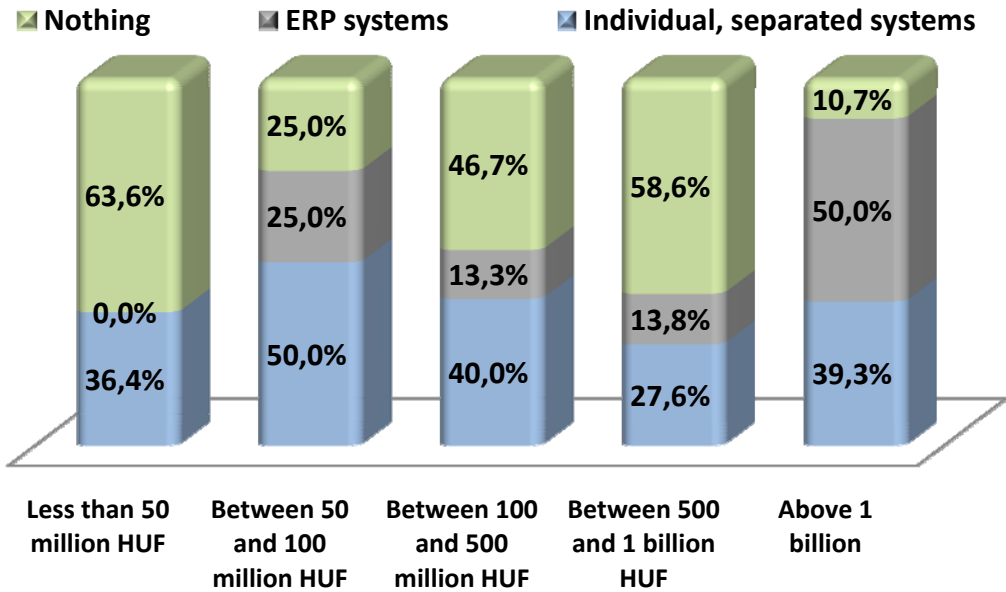 Nothing ERP systems Individual, separated systems
63,6%
0,0%
36,4%
25,0%
25,0%
50,0%
46,7%
13,3%
40,0%
58,6%
13,8%
27,6%
10,7%
50,0%
39,3%
Less than 50
million HUF
Between 50
and 100
million HUF
Between 100
and 500
million HUF
Between 500
and 1 billion
HUF
Above 1
billion